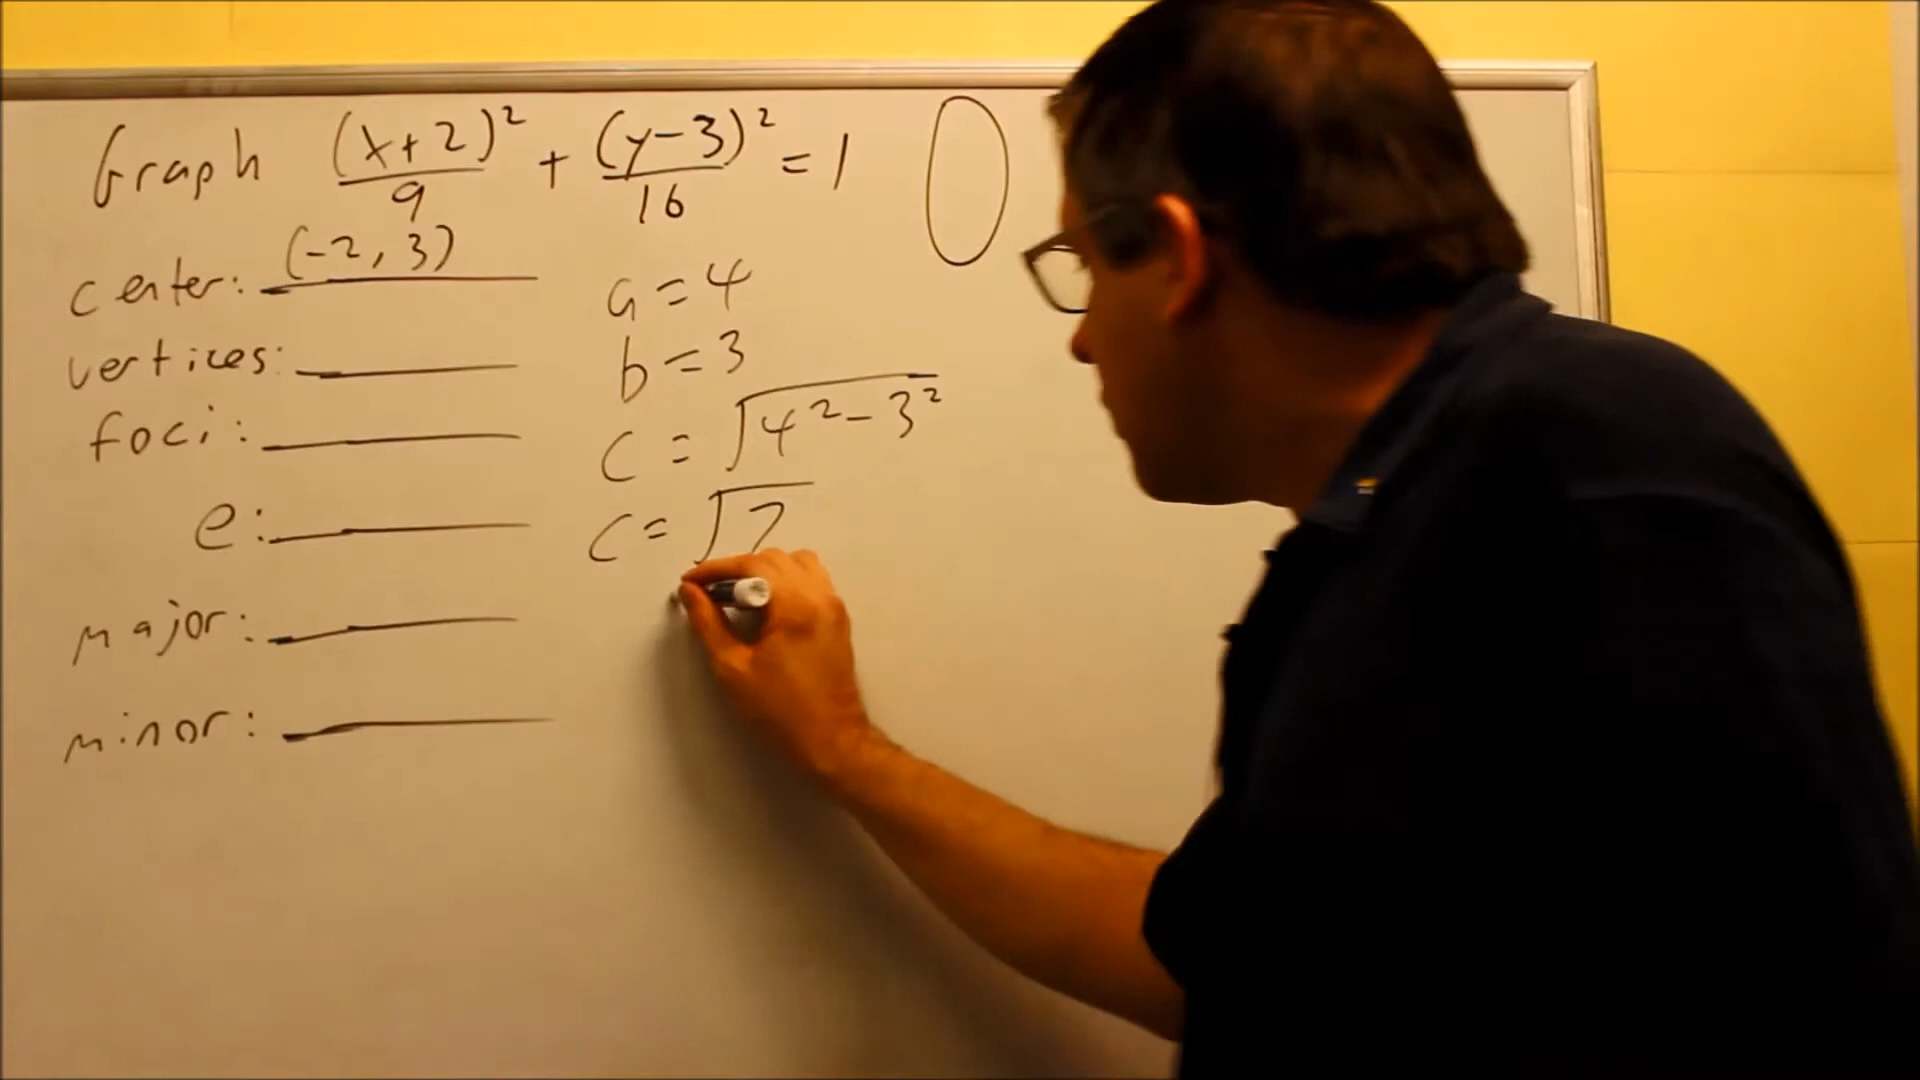 Graph (x+2)²/9 + (y-3)²/16 = 1
center: (-2, 3)
vertices:
foci:
e:
major:
minor:
a = 4
b = 3
c = √4² - 3²
c = √7